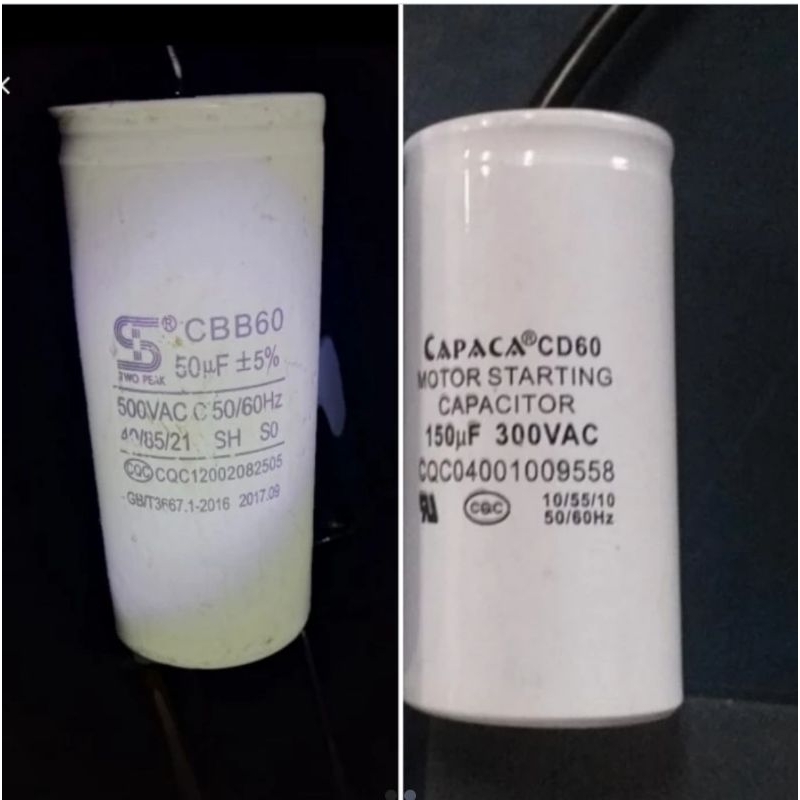 ® CBB60
TWO PEAK
50μF ±5%
500VAC C 50/60Hz
40/85/21 SH S0
CQC CQC12002082505
GB/T3667.1-2016 2017.09
CAPACA® CD60
MOTOR STARTING
CAPACITOR
150μF 300VAC
CQC04001009558
CQC 10/55/10
50/60Hz